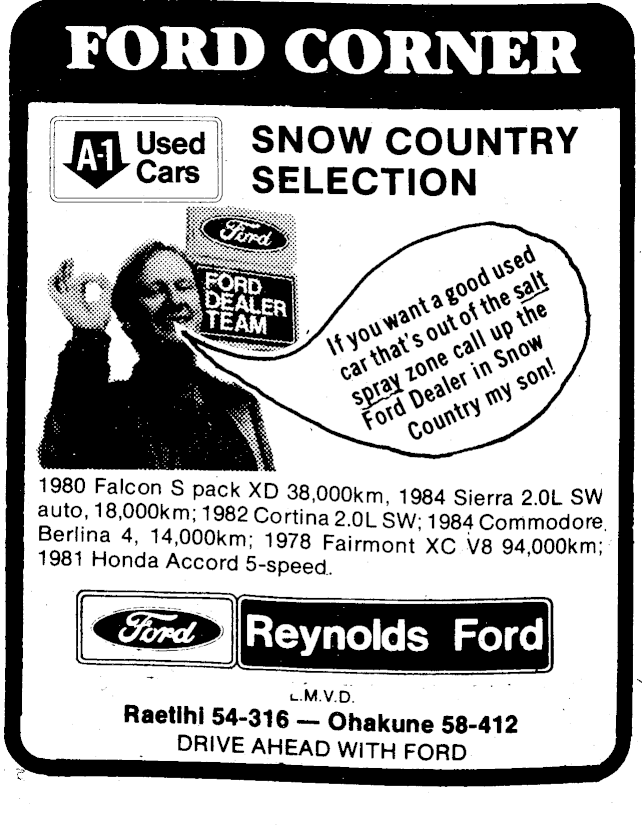 FORD CORNER
A-1 Used
Cars
SNOW COUNTRY
SELECTION
Ford
FORD
DEALER
TEAM
If you want a good used
car that's out of the salt
spray zone call up the
Ford Dealer in Snow
Country my son!
1980 Falcon S pack XD 38,000km, 1984 Sierra 2.0L SW
auto, 18,000km; 1982 Cortina 2.0L SW; 1984 Commodore
Berlina 4, 14,000km; 1978 Fairmont XC V8 94,000km;
1981 Honda Accord 5-speed.
Ford Reynolds Ford
L.M.V.D.
Raetihi 54-316 — Ohakune 58-412
DRIVE AHEAD WITH FORD